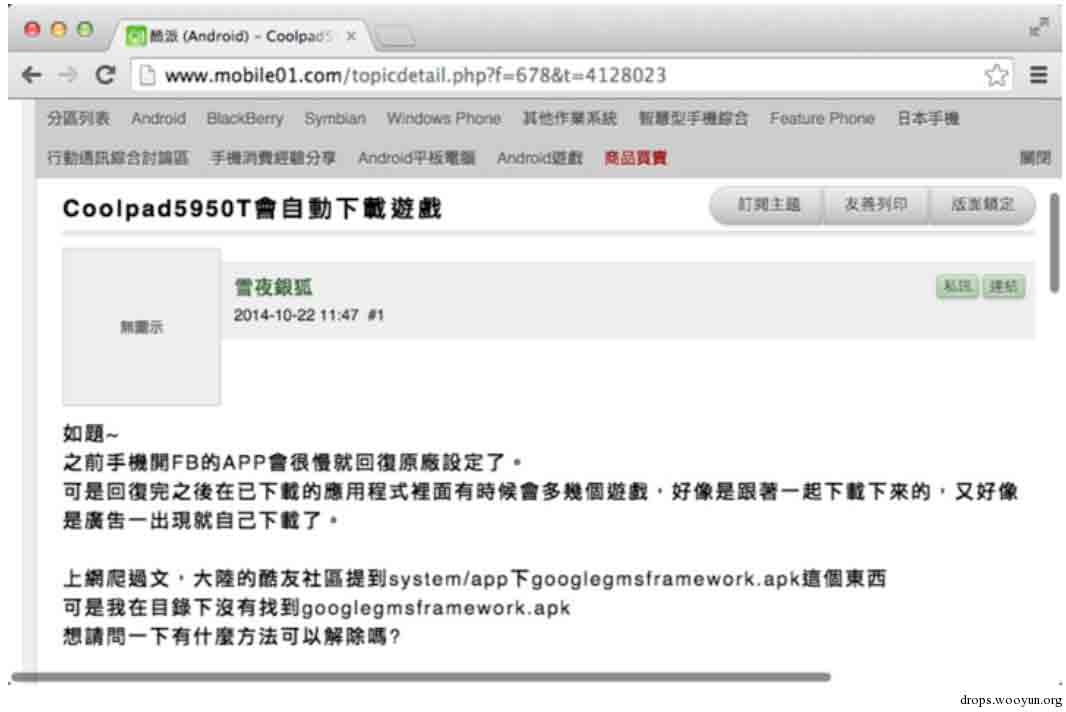 酷派 (Android) - Coolpad5
www.mobile01.com/topicdetail.php?f=678&t=4128023
分區列表 Android BlackBerry Symbian Windows Phone 其他作業系統 智慧型手機綜合 Feature Phone 日本手機
行動通訊綜合討論區 手機消費經驗分享 Android平板電腦 Android遊戲 商品買賣 關閉
Coolpad5950T會自動下載遊戲
訂閱主題 友善列印 版面鎖定
雪夜銀狐
私訊 連結
2014-10-22 11:47 #1
無圖示
如題~
之前手機開FB的APP會很慢就回復原廠設定了。
可是回復完之後在已下載的應用程式裡面有時候會多幾個遊戲，好像是跟著一起下載下來的，又好像
是廣告一出現就自己下載了。
上網爬過文，大陸的酷友社區提到system/app下googlegmsframework.apk這個東西
可是我在目錄下沒有找到googlegmsframework.apk
想請問一下有什麼方法可以解除嗎?
drops.wooyun.org